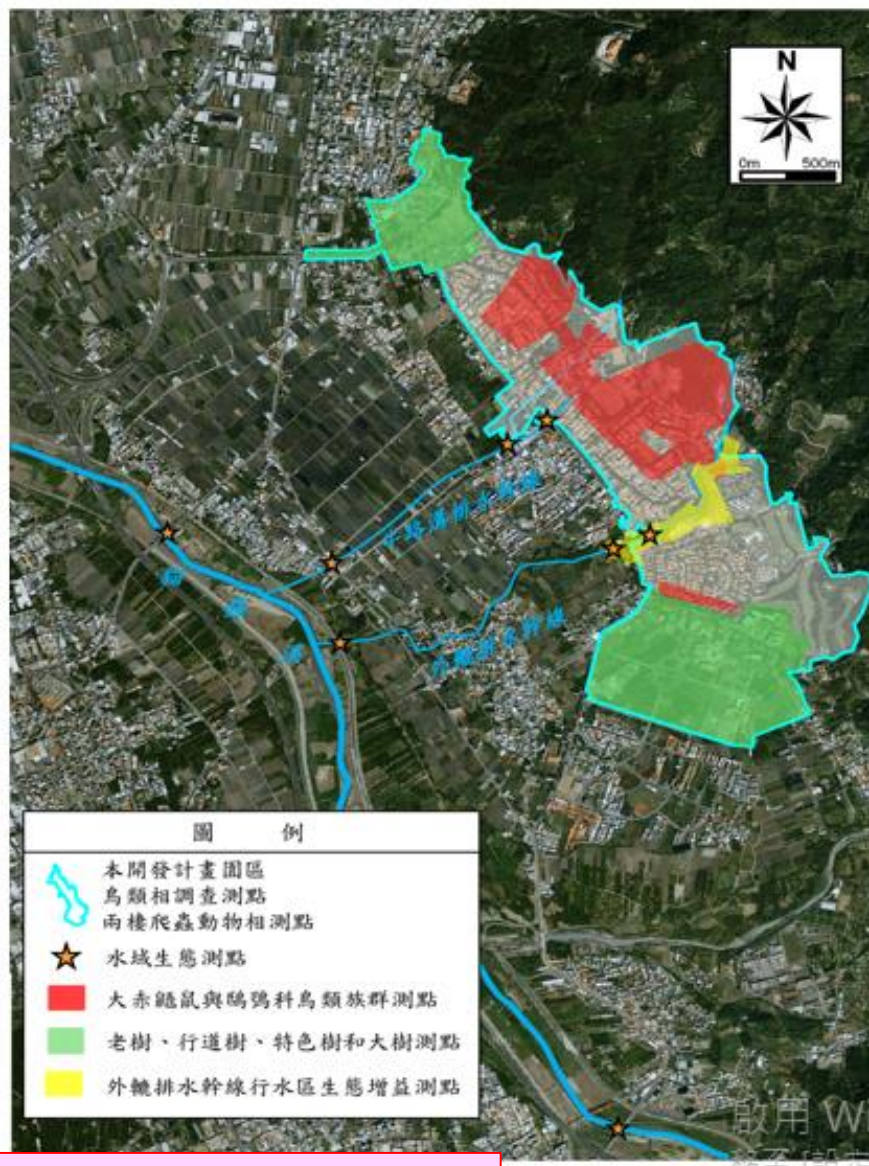 N
0m 500m
圖 例
本開發計畫園區
鳥類相調查測點
兩棲爬蟲動物相測點
水域生態測點
大赤鼯鼠與鴟鴞科鳥類族群測點
老樹、行道樹、特色樹和大樹測點
外轆排水幹線行水區生態增益測點
啟用 Wi